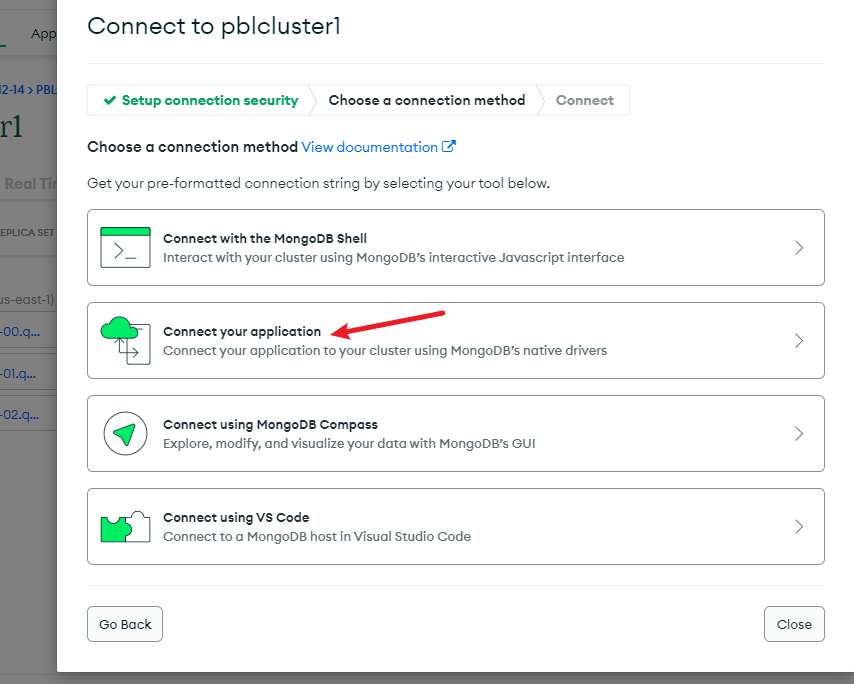 Connect to pblcluster1
App
Setup connection security
Choose a connection method
Connect
12-14 > PBL
r1
Choose a connection method View documentation
Real Tir
Get your pre-formatted connection string by selecting your tool below.
EPLICA SET
Connect with the MongoDB Shell
Interact with your cluster using MongoDB's interactive Javascript interface
us-east-1)
-00.q...
Connect your application
Connect your application to your cluster using MongoDB's native drivers
-01.q...
-02.q...
Connect using MongoDB Compass
Explore, modify, and visualize your data with MongoDB's GUI
Connect using VS Code
Connect to a MongoDB host in Visual Studio Code
Go Back
Close